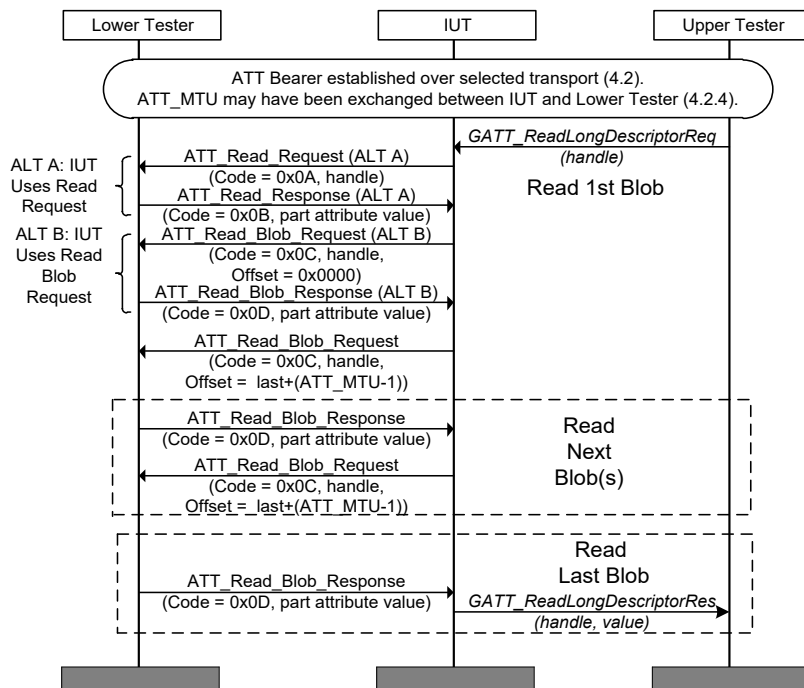 Lower Tester
IUT
Upper Tester
ATT Bearer established over selected transport (4.2).
ATT_MTU may have been exchanged between IUT and Lower Tester (4.2.4).
GATT_ReadLongDescriptorReq
(handle)
Read 1st Blob
ALT A: IUT
Uses Read
Request
ATT_Read_Request (ALT A)
(Code = 0x0A, handle)
ATT_Read_Response (ALT A)
(Code = 0x0B, part attribute value)
ALT B: IUT
Uses Read
Blob
Request
ATT_Read_Blob_Request (ALT B)
(Code = 0x0C, handle,
Offset = 0x0000)
ATT_Read_Blob_Response (ALT B)
(Code = 0x0D, part attribute value)
ATT_Read_Blob_Request
(Code = 0x0C, handle,
Offset = last+(ATT_MTU-1))
ATT_Read_Blob_Response
(Code = 0x0D, part attribute value)
ATT_Read_Blob_Request
(Code = 0x0C, handle,
Offset = last+(ATT_MTU-1))
Read
Next
Blob(s)
Read
Last Blob
ATT_Read_Blob_Response
(Code = 0x0D, part attribute value)
GATT_ReadLongDescriptorRes
(handle, value)